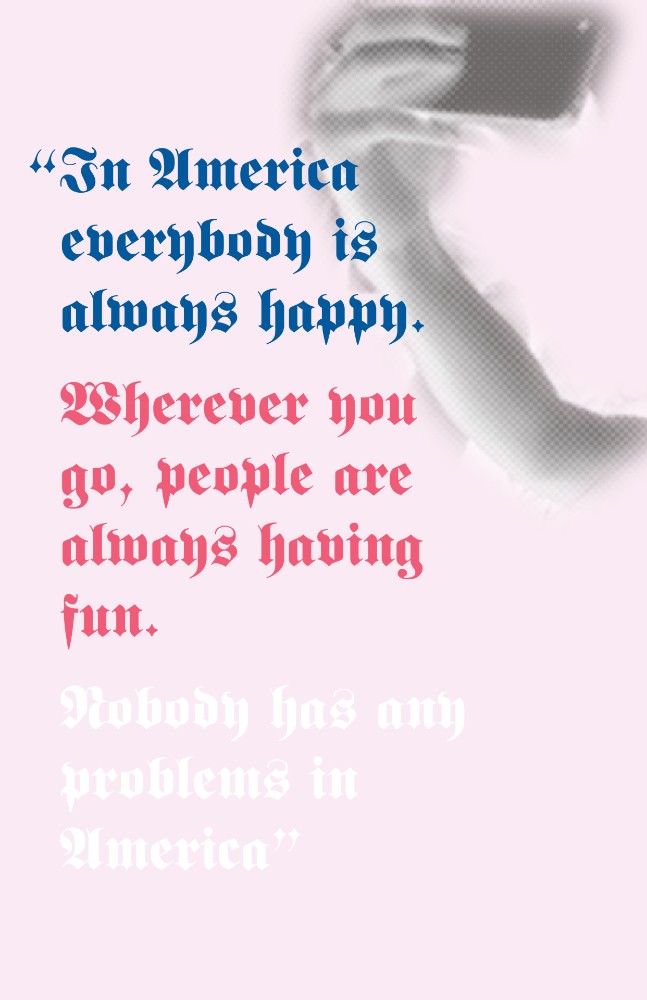 “In America
everybody is
always happy.
Wherever you
go, people are
always having
fun.
Nobody has any
problems in
America”